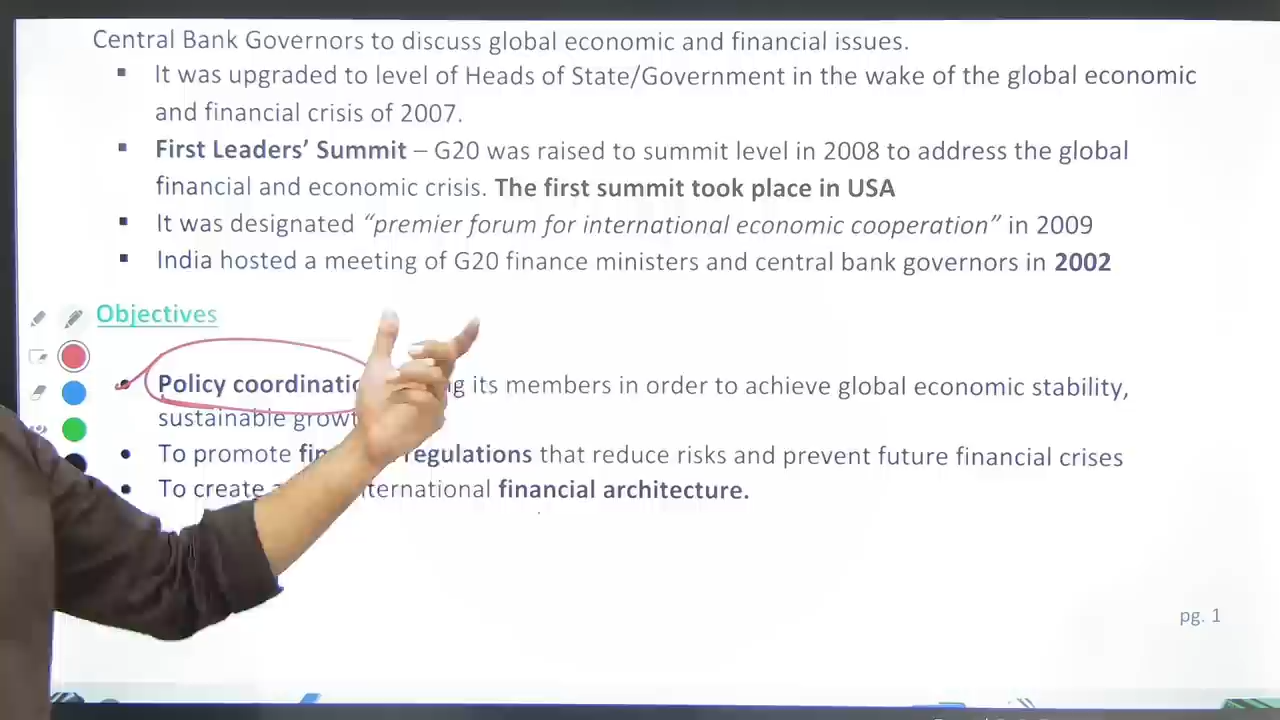 Central Bank Governors to discuss global economic and financial issues.
▪ It was upgraded to level of Heads of State/Government in the wake of the global economic
and financial crisis of 2007.
▪ First Leaders’ Summit – G20 was raised to summit level in 2008 to address the global
financial and economic crisis. The first summit took place in USA
▪ It was designated “premier forum for international economic cooperation” in 2009
▪ India hosted a meeting of G20 finance ministers and central bank governors in 2002
Objectives
• Policy its members in order to achieve global economic stability,
sustainable
• To promote regulations that reduce risks and prevent future financial crises
• To create financial architecture.
pg. 1